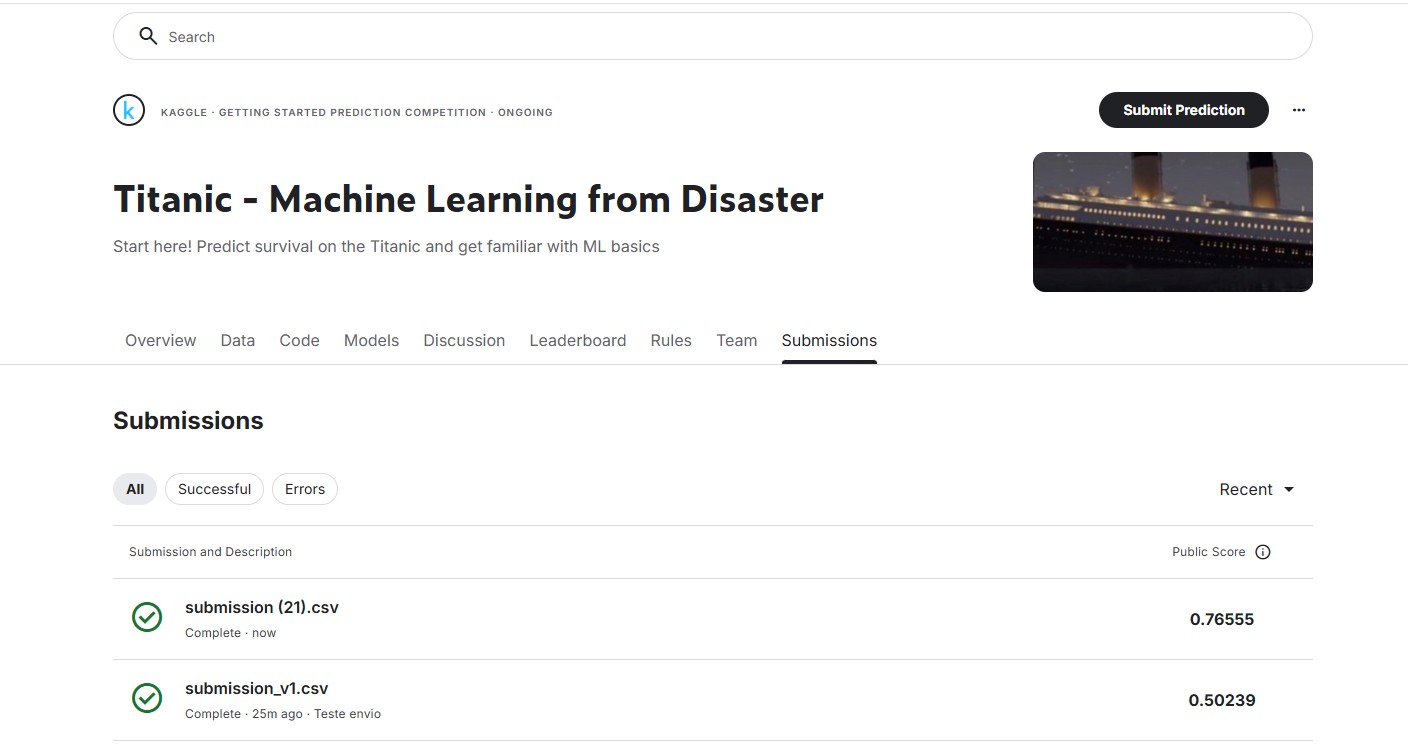 Search
k
KAGGLE · GETTING STARTED PREDICTION COMPETITION · ONGOING
Submit Prediction
Titanic - Machine Learning from Disaster
Start here! Predict survival on the Titanic and get familiar with ML basics
Overview Data Code Models Discussion Leaderboard Rules Team Submissions
Submissions
All Successful Errors Recent
Submission and Description Public Score
submission (21).csv
Complete · now
0.76555
submission_v1.csv
Complete · 25m ago · Teste envio
0.50239